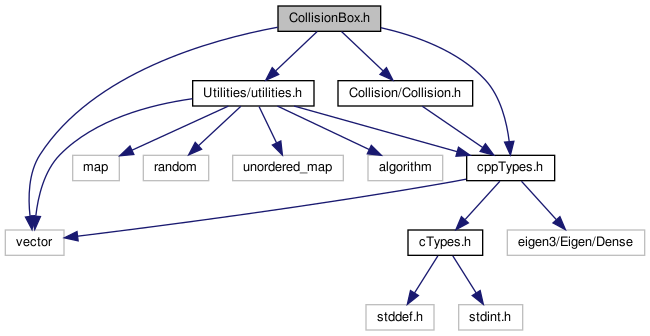 CollisionBox.h
Utilities/utilities.h
Collision/Collision.h
map
random
unordered_map
algorithm
cppTypes.h
vector
cTypes.h
eigen3/Eigen/Dense
stddef.h
stdint.h